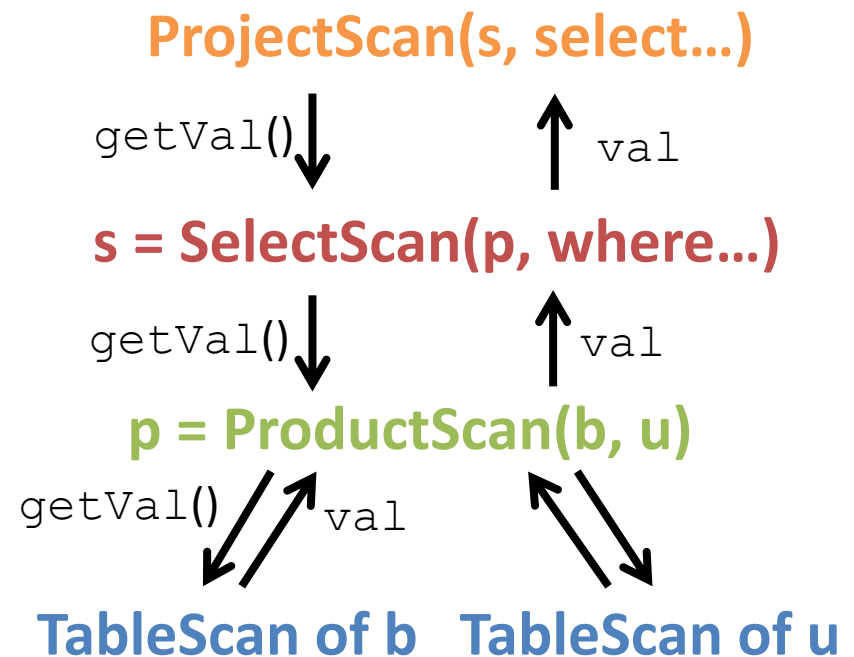 ProjectScan(s, select…)
getVal()
val
s = SelectScan(p, where…)
getVal()
val
p = ProductScan(b, u)
getVal()
val
TableScan of b
TableScan of u